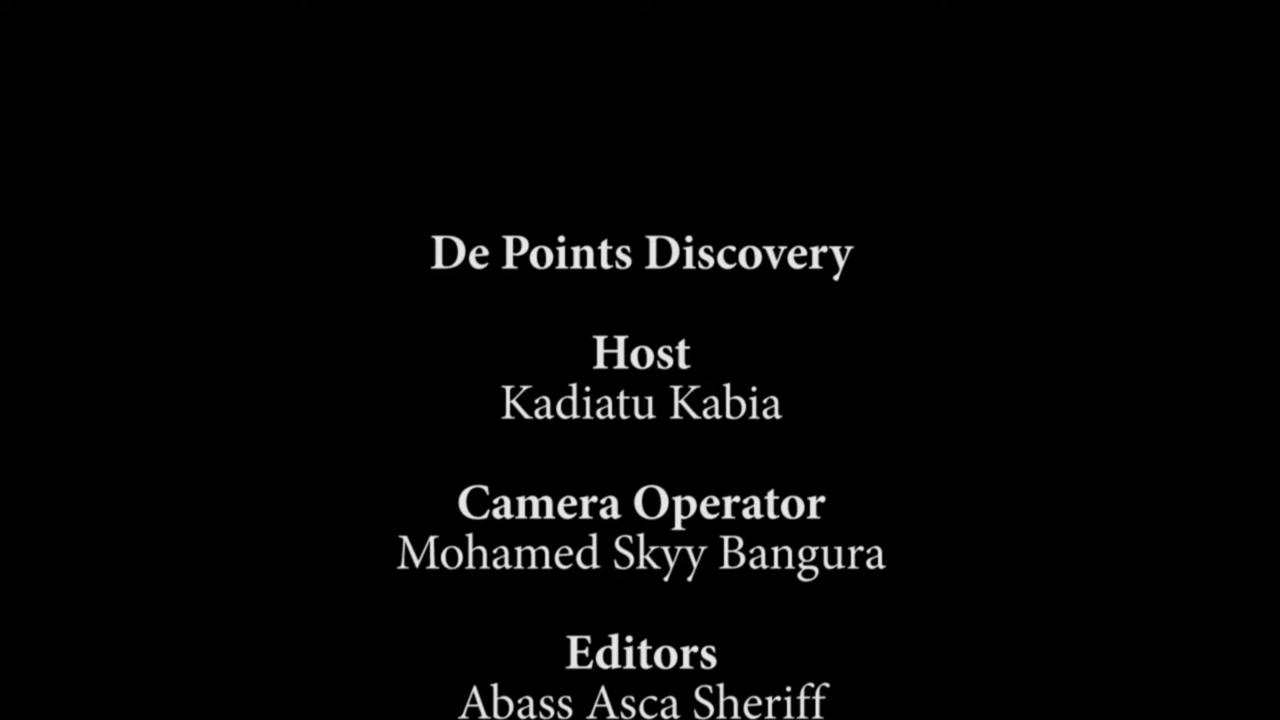 De Points Discovery
Host
Kadiatu Kabia
Camera Operator
Mohamed Skyy Bangura
Editors
Abass Asca Sheriff